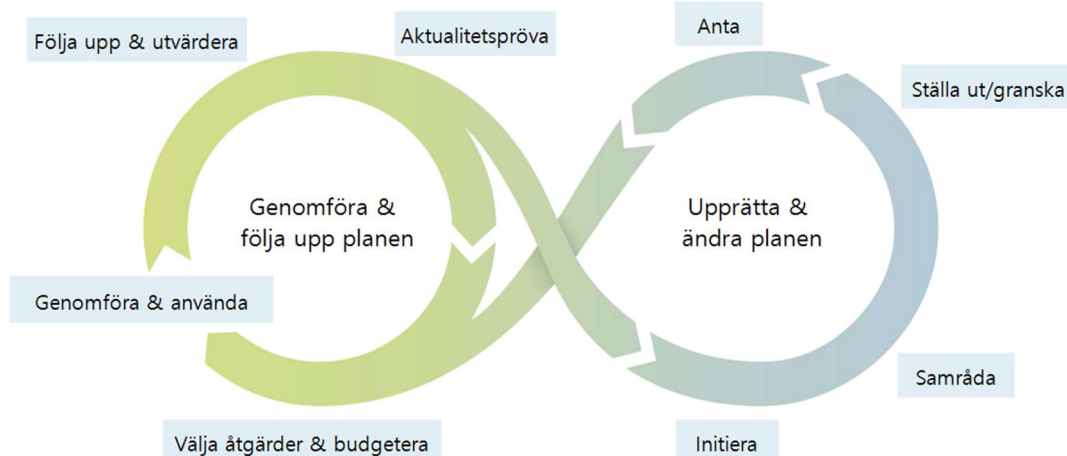 Följa upp & utvärdera
Aktualitetspröva
Anta
Ställa ut/granska
Genomföra &
följa upp planen
Upprätta &
ändra planen
Genomföra & använda
Samråda
Välja åtgärder & budgetera
Initiera